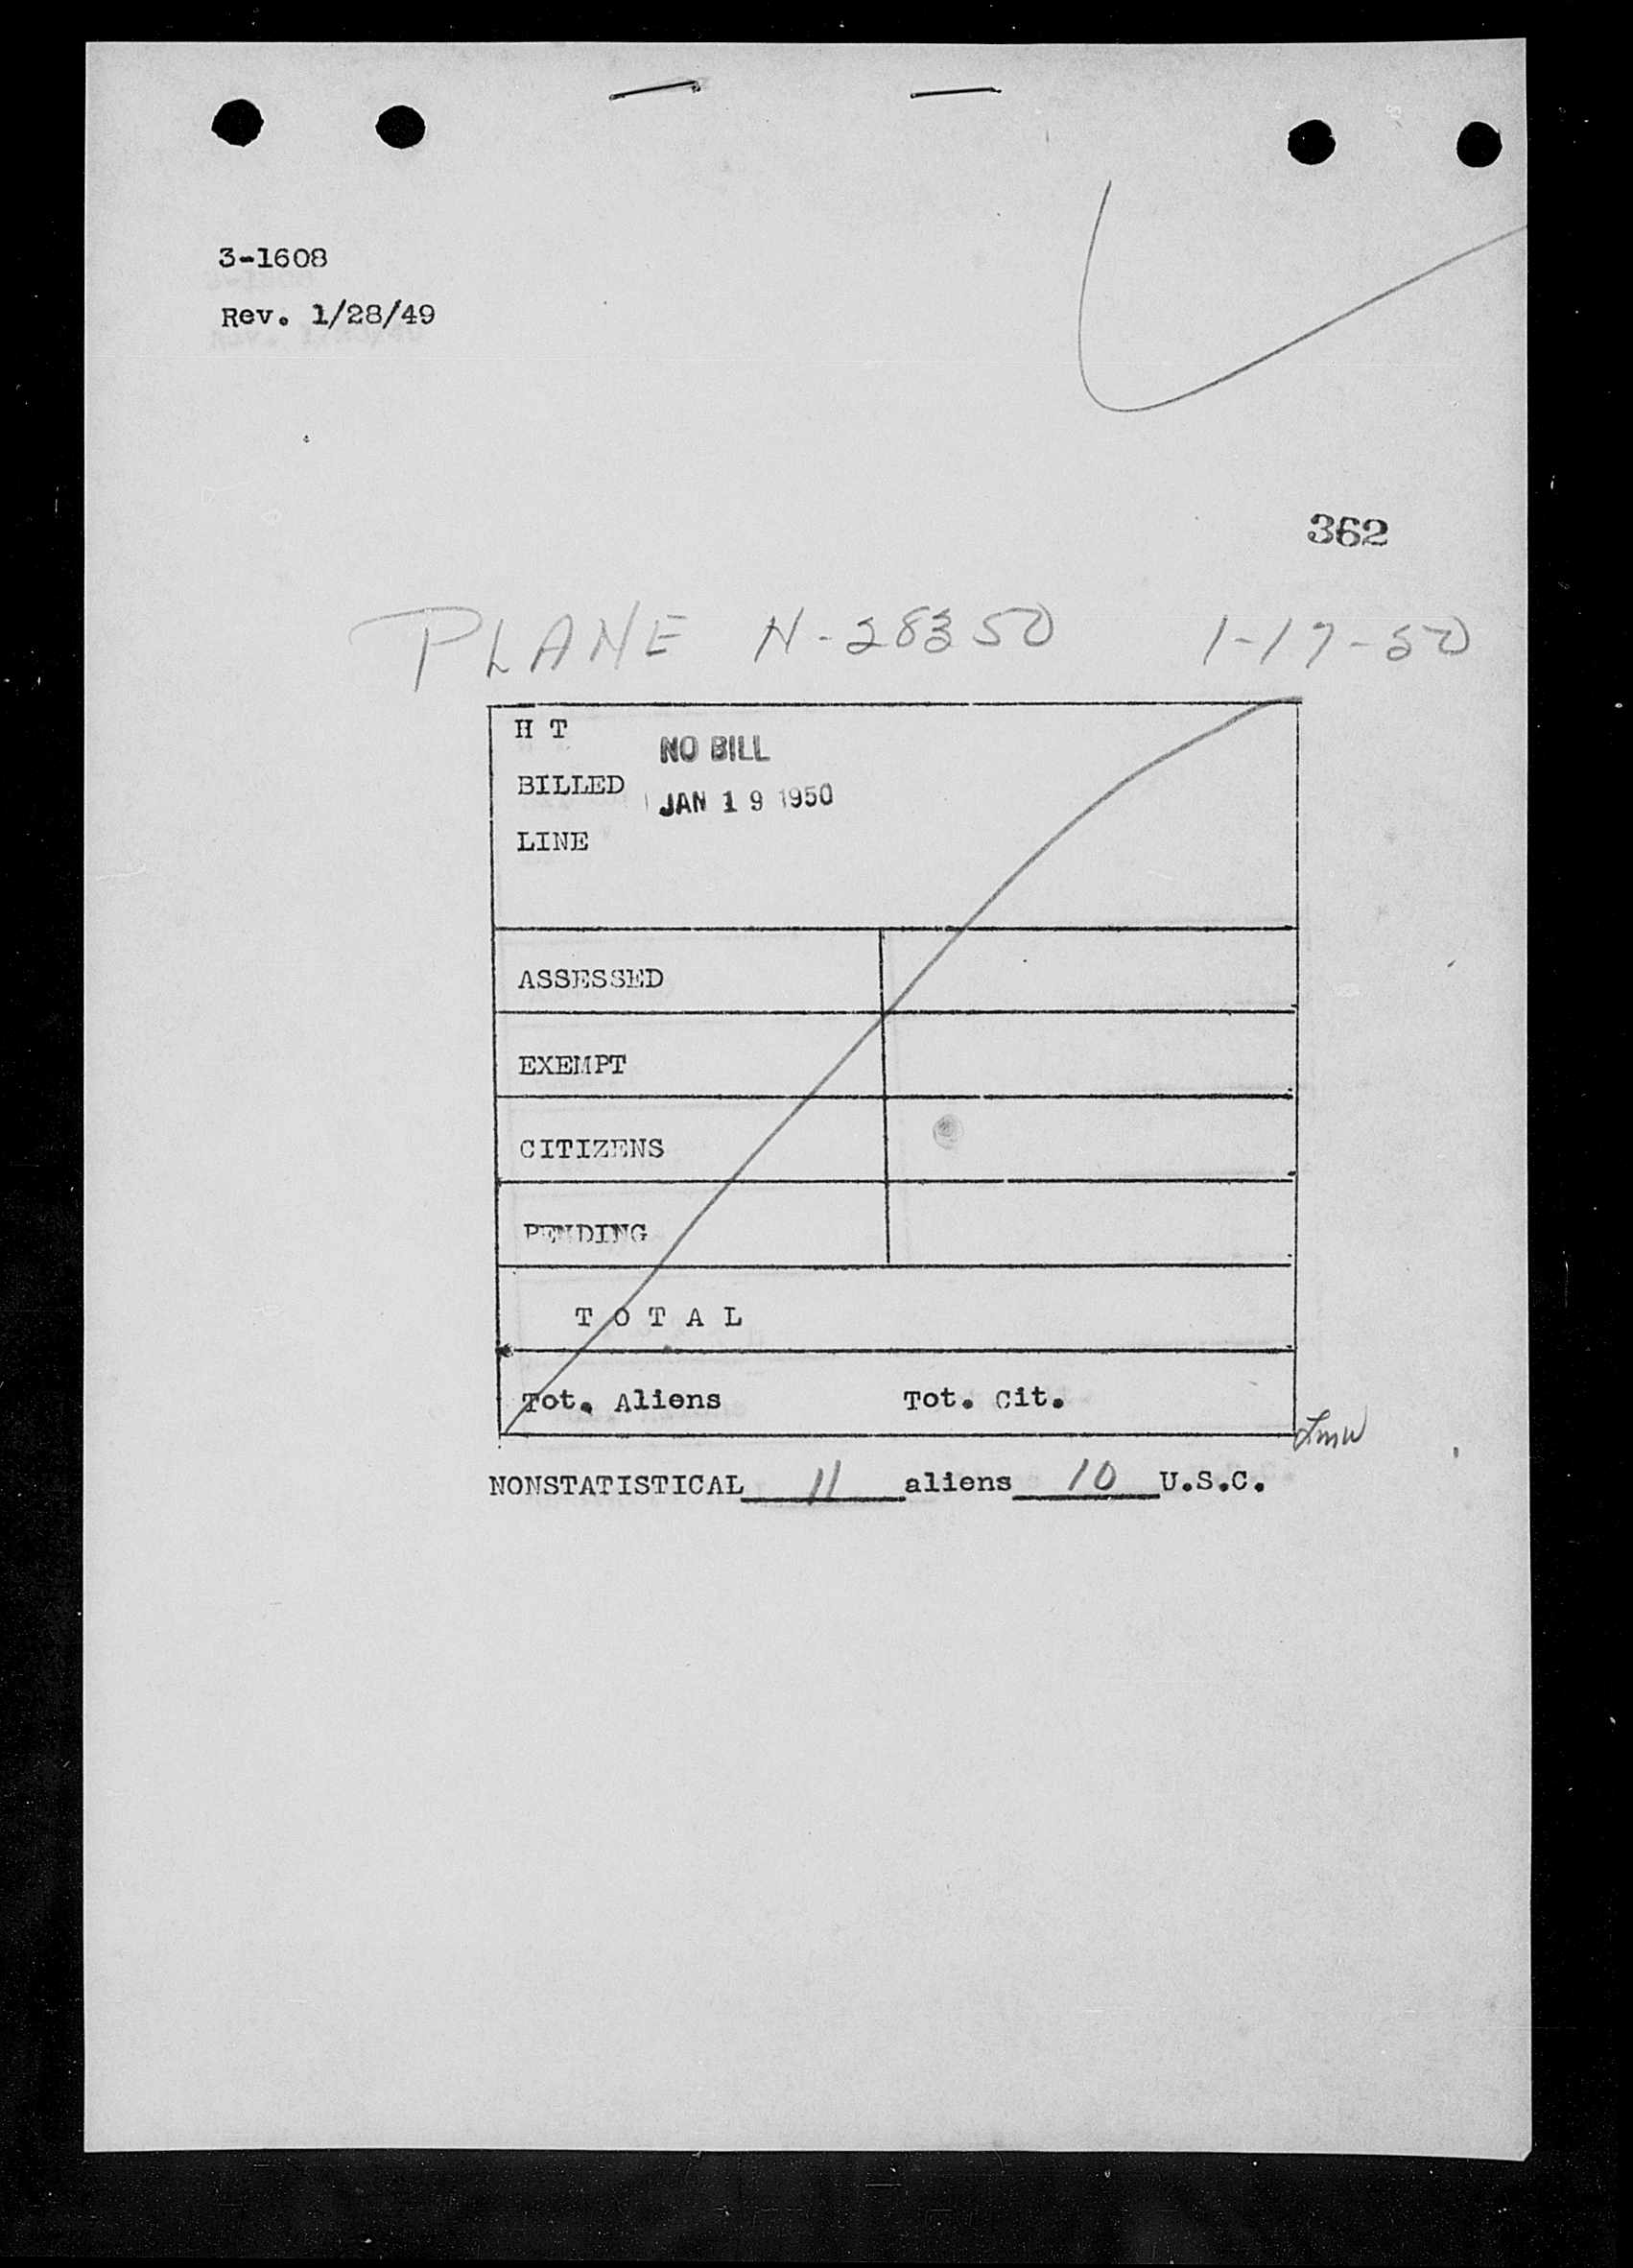 3-1608
Rev. 1/28/49
362
PLANE N-28350 1-17-50
H T
NO BILL
BILLED
JAN 19 1950
LINE
ASSESSED
EXEMPT
CITIZENS
PENDING
T O T A L
Tot. Aliens Tot. Cit.
NONSTATISTICAL 11 aliens 10 U.S.C.